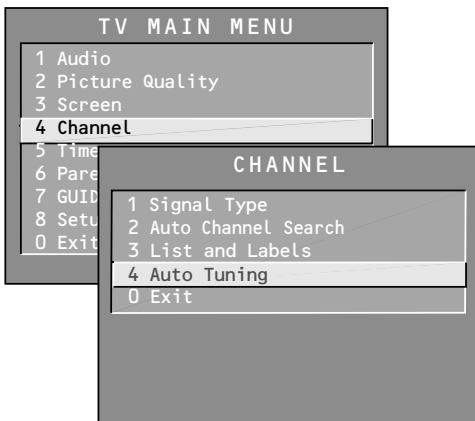 TV MAIN MENU
1 Audio
2 Picture Quality
3 Screen
4 Channel
5 Time
6 Pare
7 GUID
8 Setu
0 Exit
CHANNEL
1 Signal Type
2 Auto Channel Search
3 List and Labels
4 Auto Tuning
0 Exit